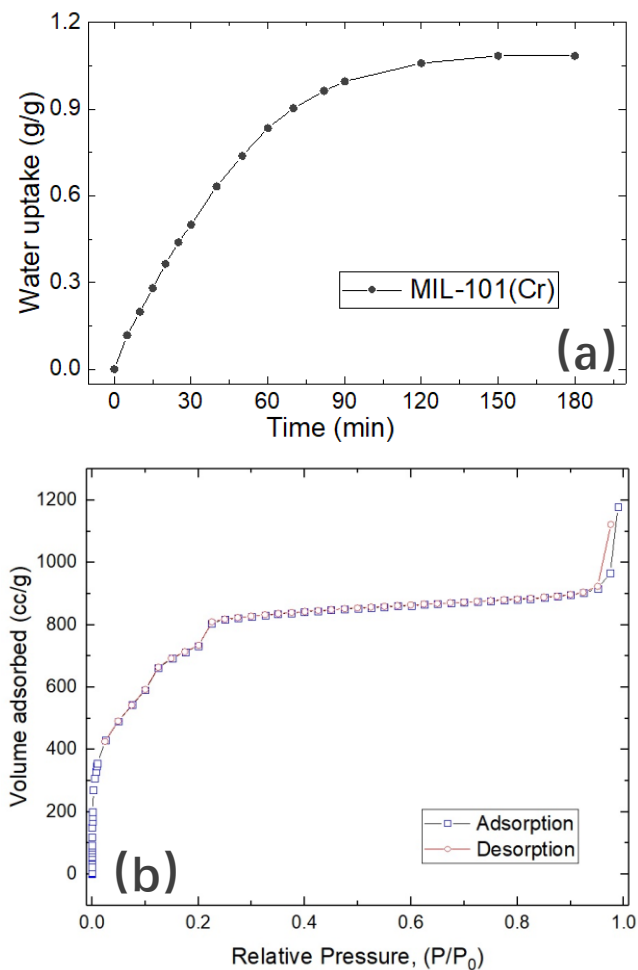 1.2
0.9
0.6
0.3
0.0
Water uptake (g/g)
MIL-101(Cr)
(a)
0 30 60 90 120 150 180
Time (min)
1200
1000
800
600
400
200
0
Volume adsorbed (cc/g)
Adsorption
Desorption
(b)
0.0 0.2 0.4 0.6 0.8 1.0
Relative Pressure, (P/P₀)